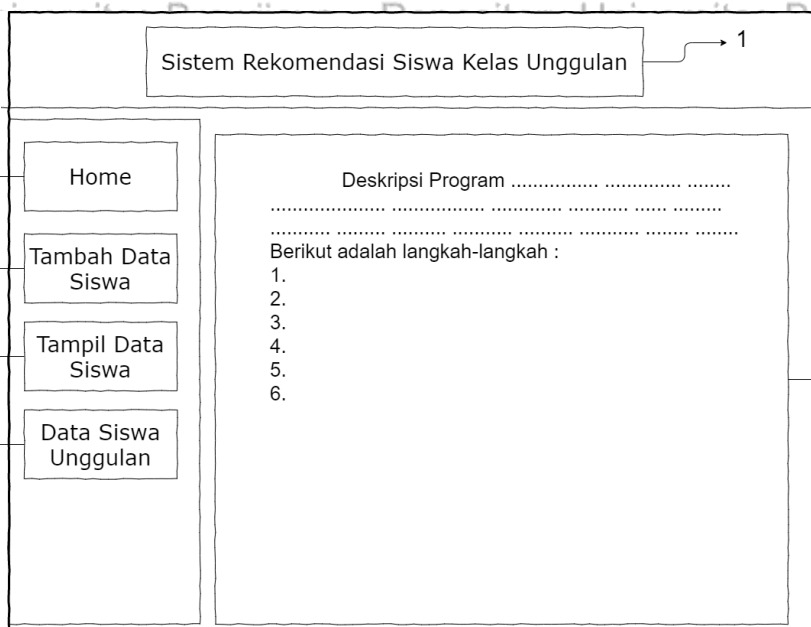 Sistem Rekomendasi Siswa Kelas Unggulan
1
Home
Tambah Data
Siswa
Tampil Data
Siswa
Data Siswa
Unggulan
Deskripsi Program ................ .............. ........
..................... ................. ............. ........... ...... .........
........... ......... ........... ........... .......... ........... ........ ........
Berikut adalah langkah-langkah :
1.
2.
3.
4.
5.
6.